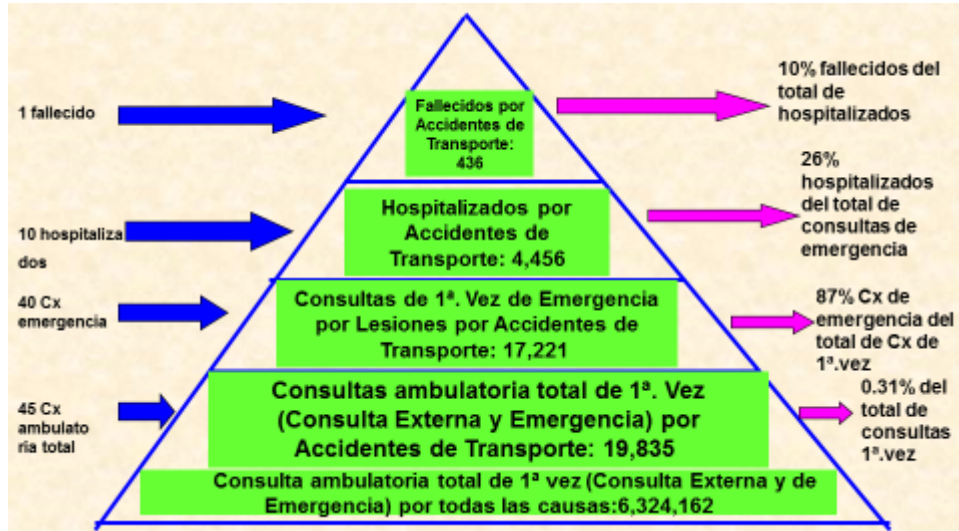 1 fallecido
10 hospitaliza
dos
40 Cx
emergencia
45 Cx
ambulato
ria total
Fallecidos por
Accidentes de
Transporte:
436
Hospitalizados por
Accidentes de
Transporte: 4,456
Consultas de 1ª. Vez de Emergencia
por Lesiones por Accidentes de
Transporte: 17,221
Consultas ambulatoria total de 1ª. Vez
(Consulta Externa y Emergencia) por
Accidentes de Transporte: 19,835
Consulta ambulatoria total de 1ª vez (Consulta Externa y de
Emergencia) por todas las causas:6,324,162
10% fallecidos del
total de
hospitalizados
26%
hospitalizados
del total de
consultas de
emergencia
87% Cx de
emergencia del
total de Cx de
1ª.vez
0.31% del
total de
consultas
1ª.vez